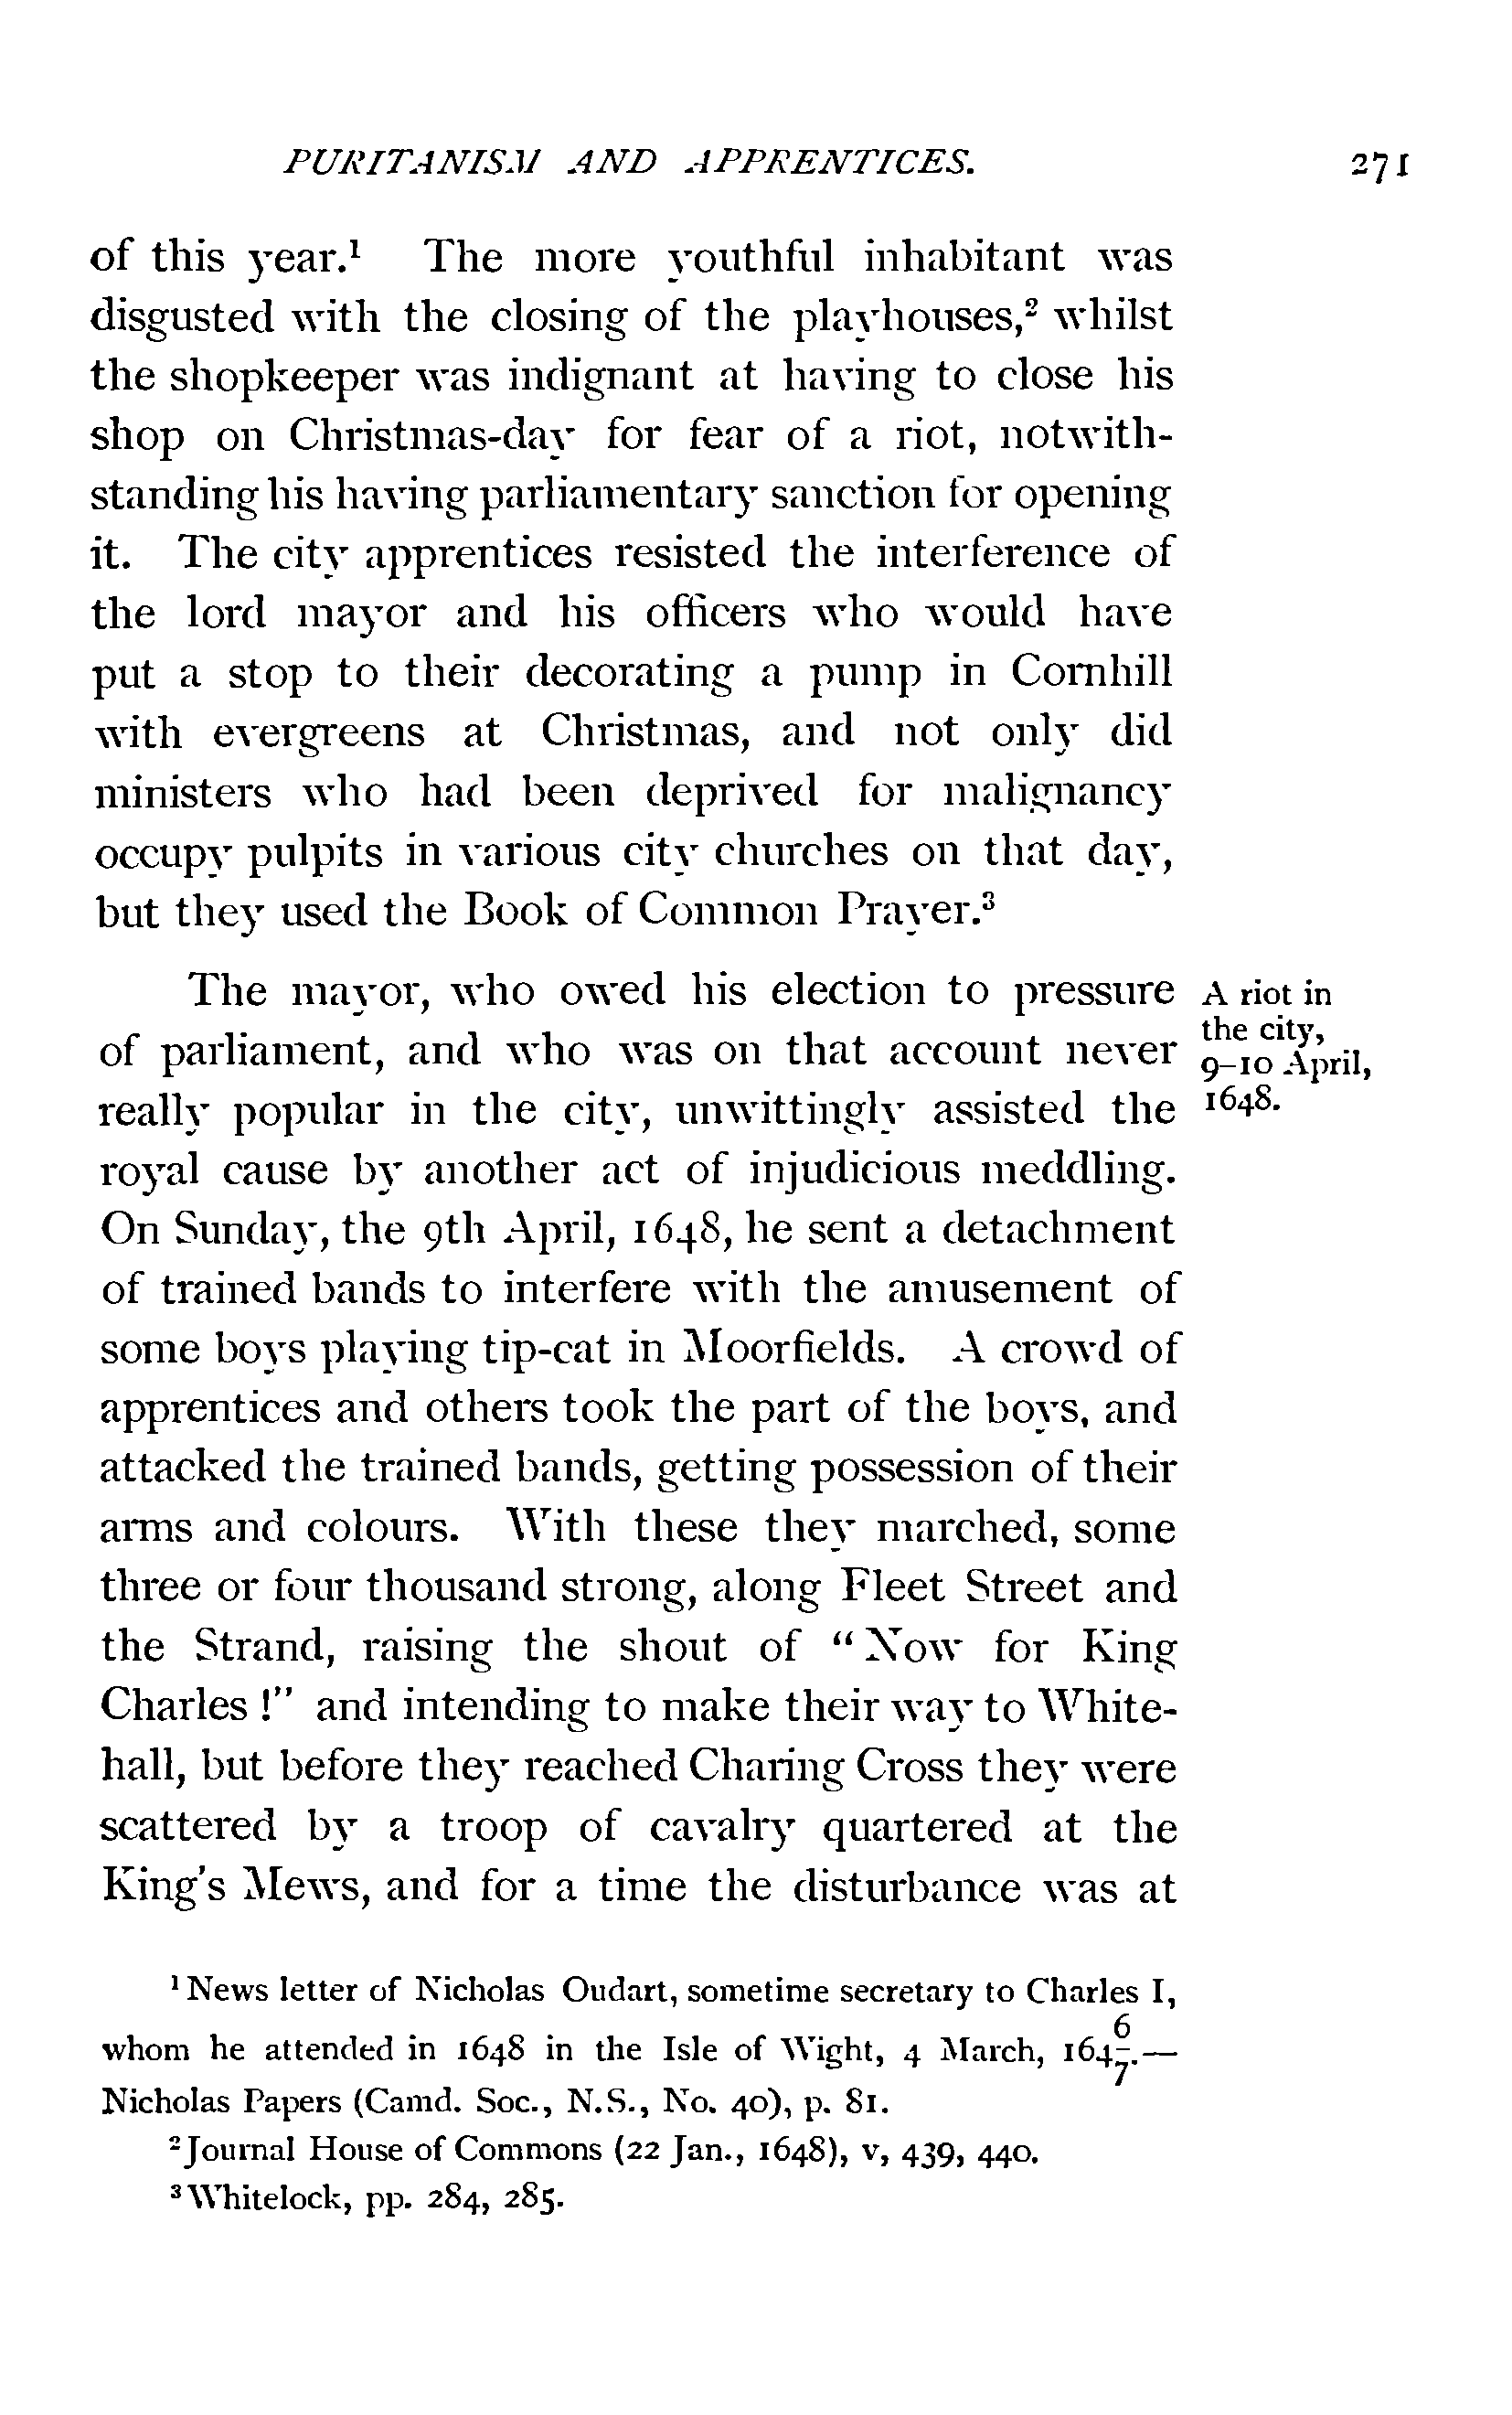 PURITANISM AND APPRENTICES. 271
of this year.¹ The more youthful inhabitant was
disgusted with the closing of the playhouses,² whilst
the shopkeeper was indignant at having to close his
shop on Christmas-day for fear of a riot, notwith-
standing his having parliamentary sanction for opening
it. The city apprentices resisted the interference of
the lord mayor and his officers who would have
put a stop to their decorating a pump in Cornhill
with evergreens at Christmas, and not only did
ministers who had been deprived for malignancy
occupy pulpits in various city churches on that day,
but they used the Book of Common Prayer.³
The mayor, who owed his election to pressure
of parliament, and who was on that account never
really popular in the city, unwittingly assisted the
royal cause by another act of injudicious meddling.
On Sunday, the 9th April, 1648, he sent a detachment
of trained bands to interfere with the amusement of
some boys playing tip-cat in Moorfields. A crowd of
apprentices and others took the part of the boys, and
attacked the trained bands, getting possession of their
arms and colours. With these they marched, some
three or four thousand strong, along Fleet Street and
the Strand, raising the shout of "Now for King
Charles!" and intending to make their way to White-
hall, but before they reached Charing Cross they were
scattered by a troop of cavalry quartered at the
King's Mews, and for a time the disturbance was at
A riot in
the city,
9-10 April,
1648.
¹ News letter of Nicholas Oudart, sometime secretary to Charles I,
whom he attended in 1648 in the Isle of Wight, 4 March, 1646/7.—
Nicholas Papers (Camd. Soc., N.S., No. 40), p. 81.
² Journal House of Commons (22 Jan., 1648), v, 439, 440.
³ Whitelock, pp. 284, 285.